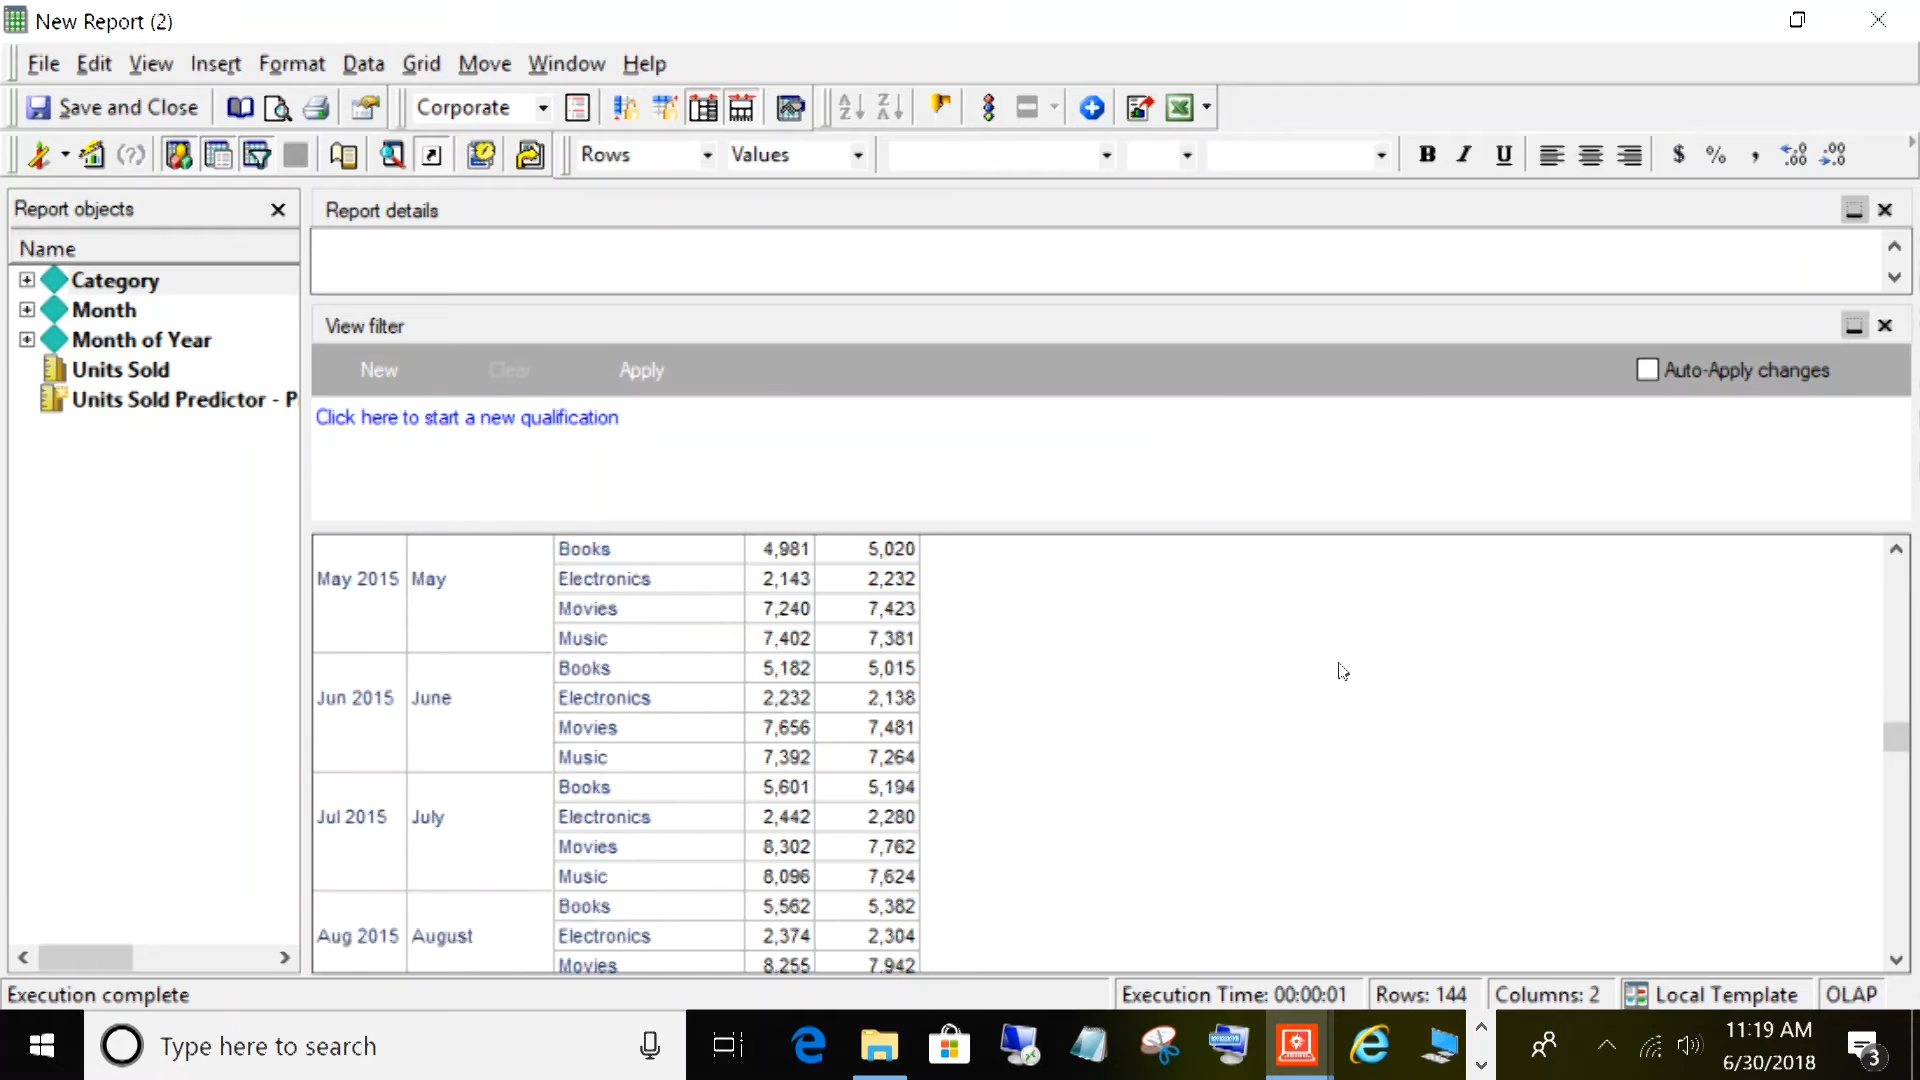 New Report (2)
File Edit View Insert Format Data Grid Move Window Help
Save and Close Corporate
Rows Values B I U $ % ,
Report objects
Name
Category
Month
Month of Year
Units Sold
Units Sold Predictor - P
Report details
View filter
New Clear Apply Auto-Apply changes
Click here to start a new qualification
Books 4,981 5,020
May 2015 May Electronics 2,143 2,232
Movies 7,240 7,423
Music 7,402 7,381
Books 5,182 5,015
Jun 2015 June Electronics 2,232 2,138
Movies 7,656 7,481
Music 7,392 7,264
Books 5,601 5,194
Jul 2015 July Electronics 2,442 2,280
Movies 8,302 7,762
Music 8,096 7,624
Books 5,562 5,382
Aug 2015 August Electronics 2,374 2,304
Movies 8,255 7,942
Execution complete Execution Time: 00:00:01 Rows: 144 Columns: 2 Local Template OLAP
Type here to search
11:19 AM
6/30/2018
3